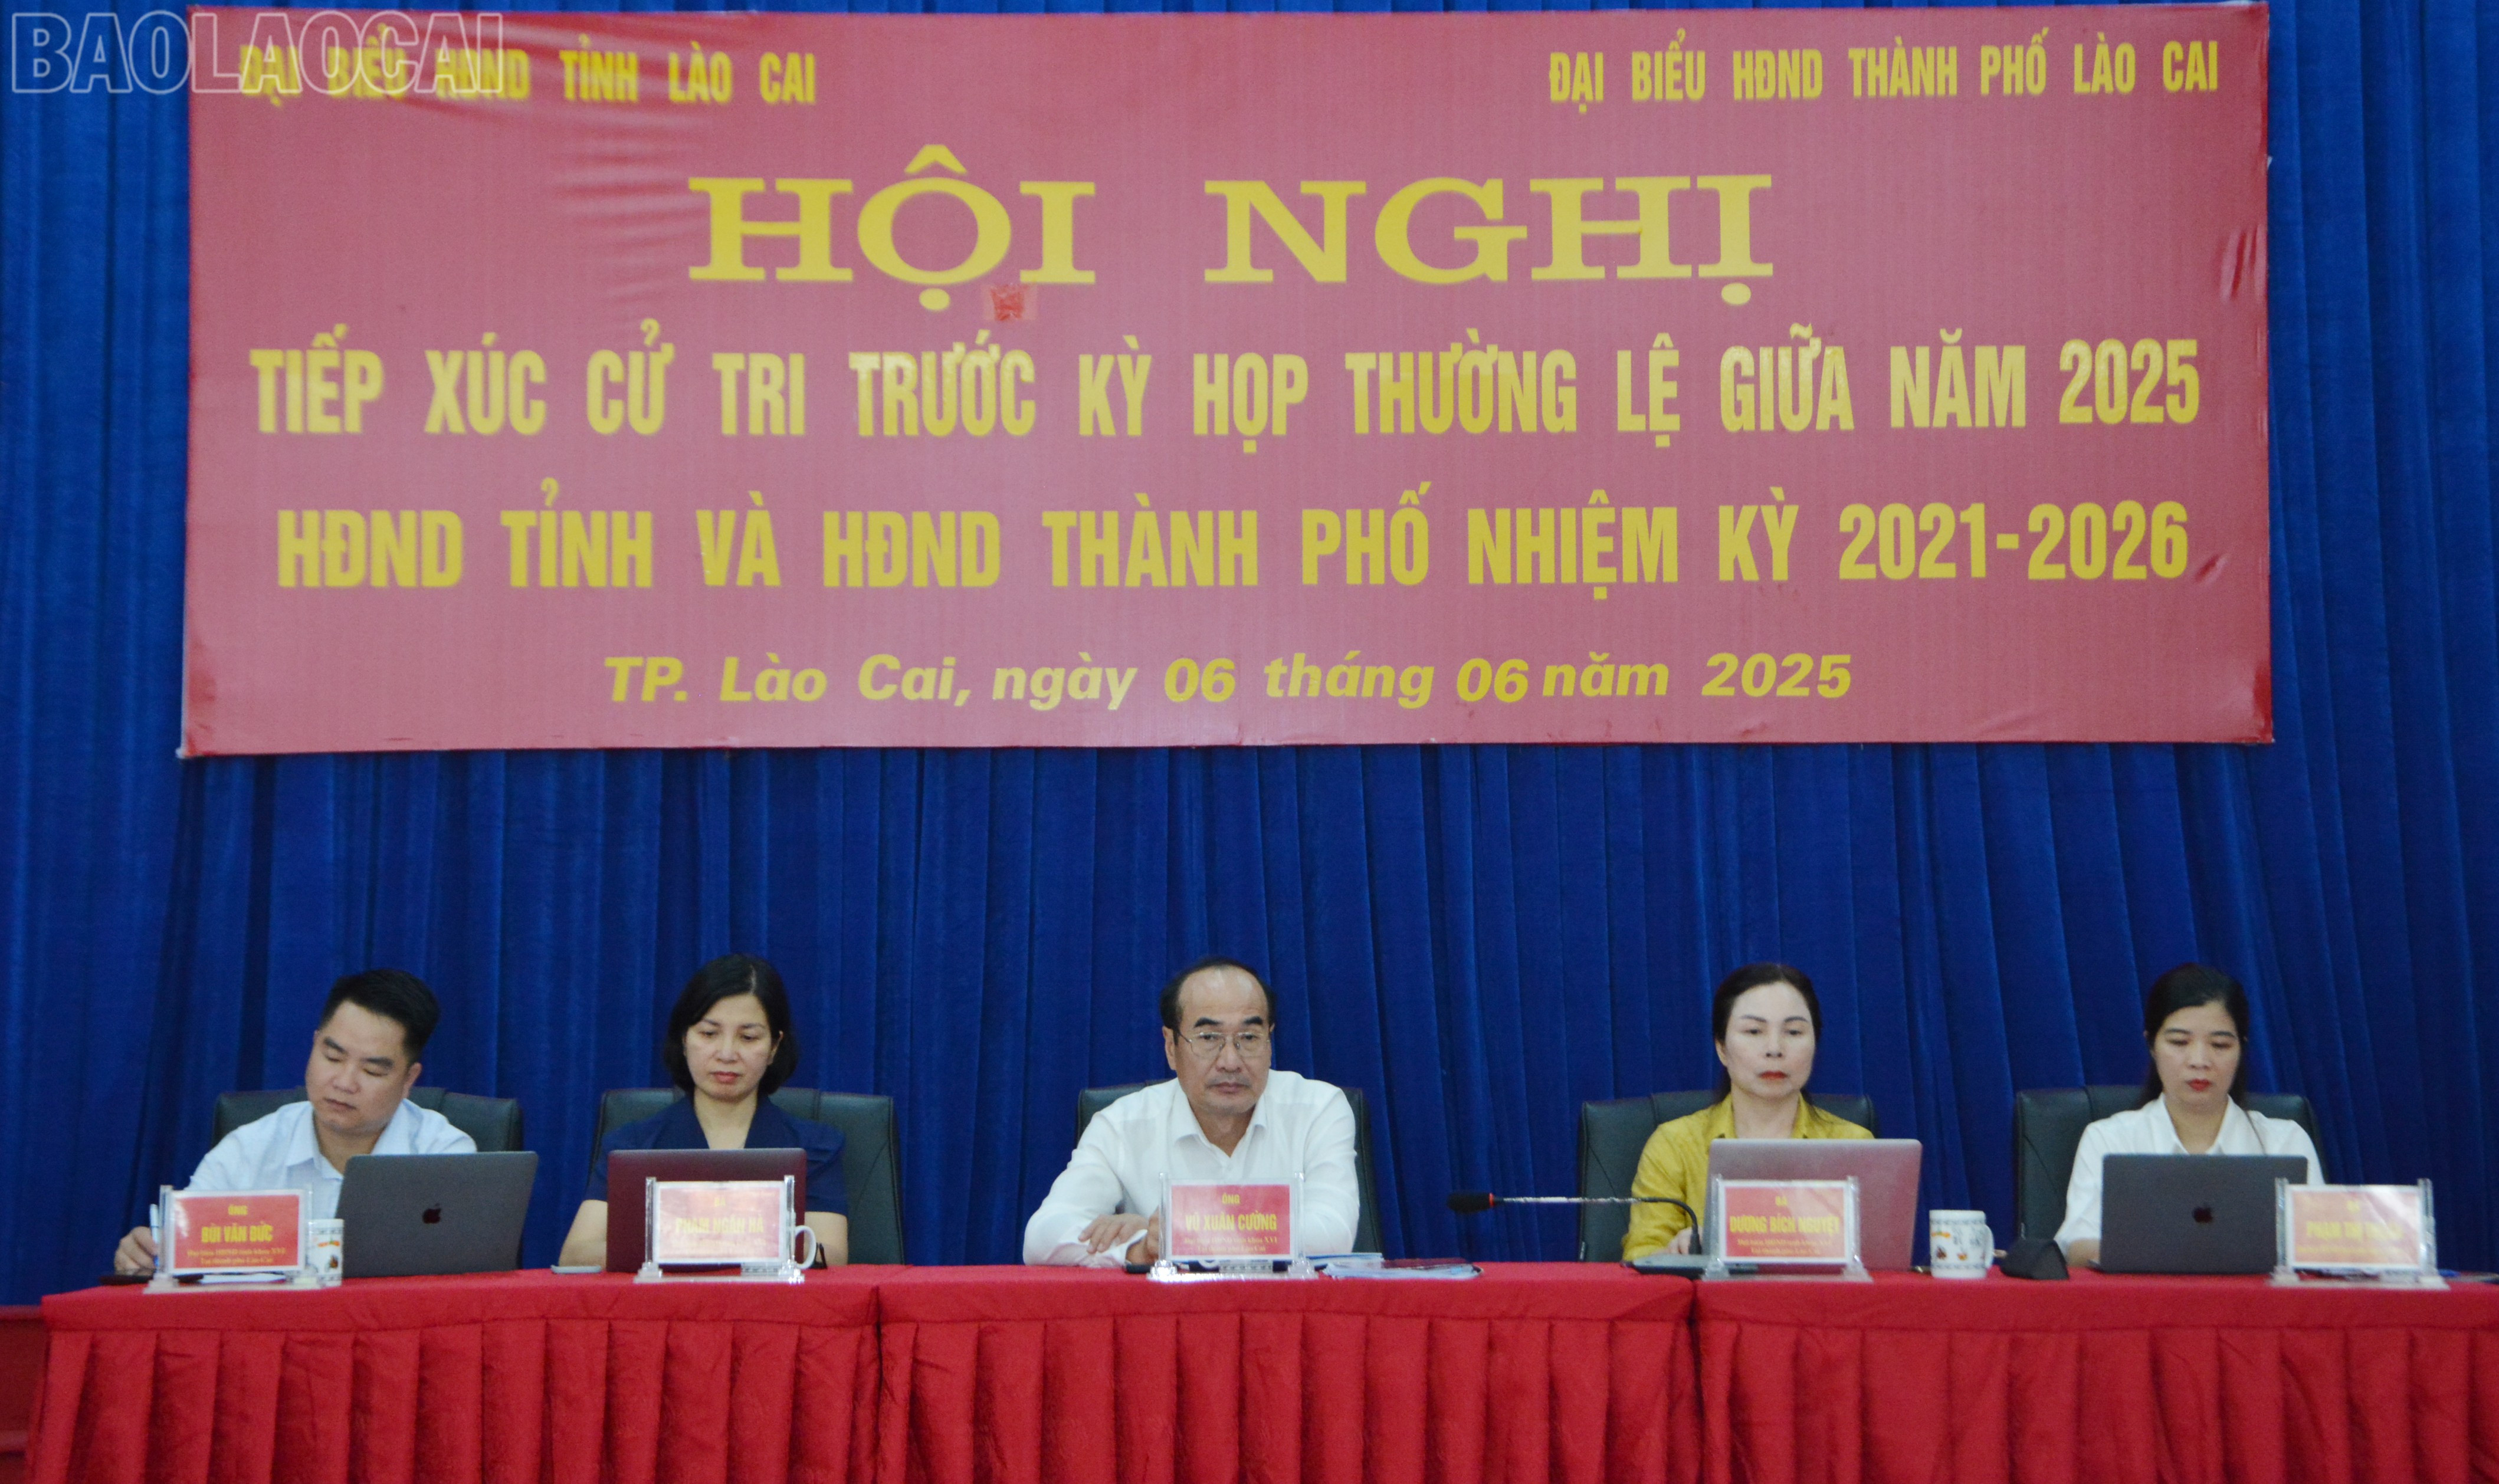 BAOLAOCAI
ĐẠI BIỂU HĐND TỈNH LÀO CAI
ĐẠI BIỂU HĐND THÀNH PHỐ LÀO CAI
HỘI NGHỊ
TIẾP XÚC CỬ TRI TRƯỚC KỲ HỌP THƯỜNG LỆ GIỮA NĂM 2025
HĐND TỈNH VÀ HĐND THÀNH PHỐ NHIỆM KỲ 2021-2026
TP. Lào Cai, ngày 06 tháng 06 năm 2025
ÔNG
BÙI VĂN ĐỨC
BÀ
PHẠM NGÂN HÀ
ÔNG
VŨ XUÂN CƯỜNG
BÀ
DƯƠNG BÍCH NGUYỆT
BÀ
PHẠM THỊ